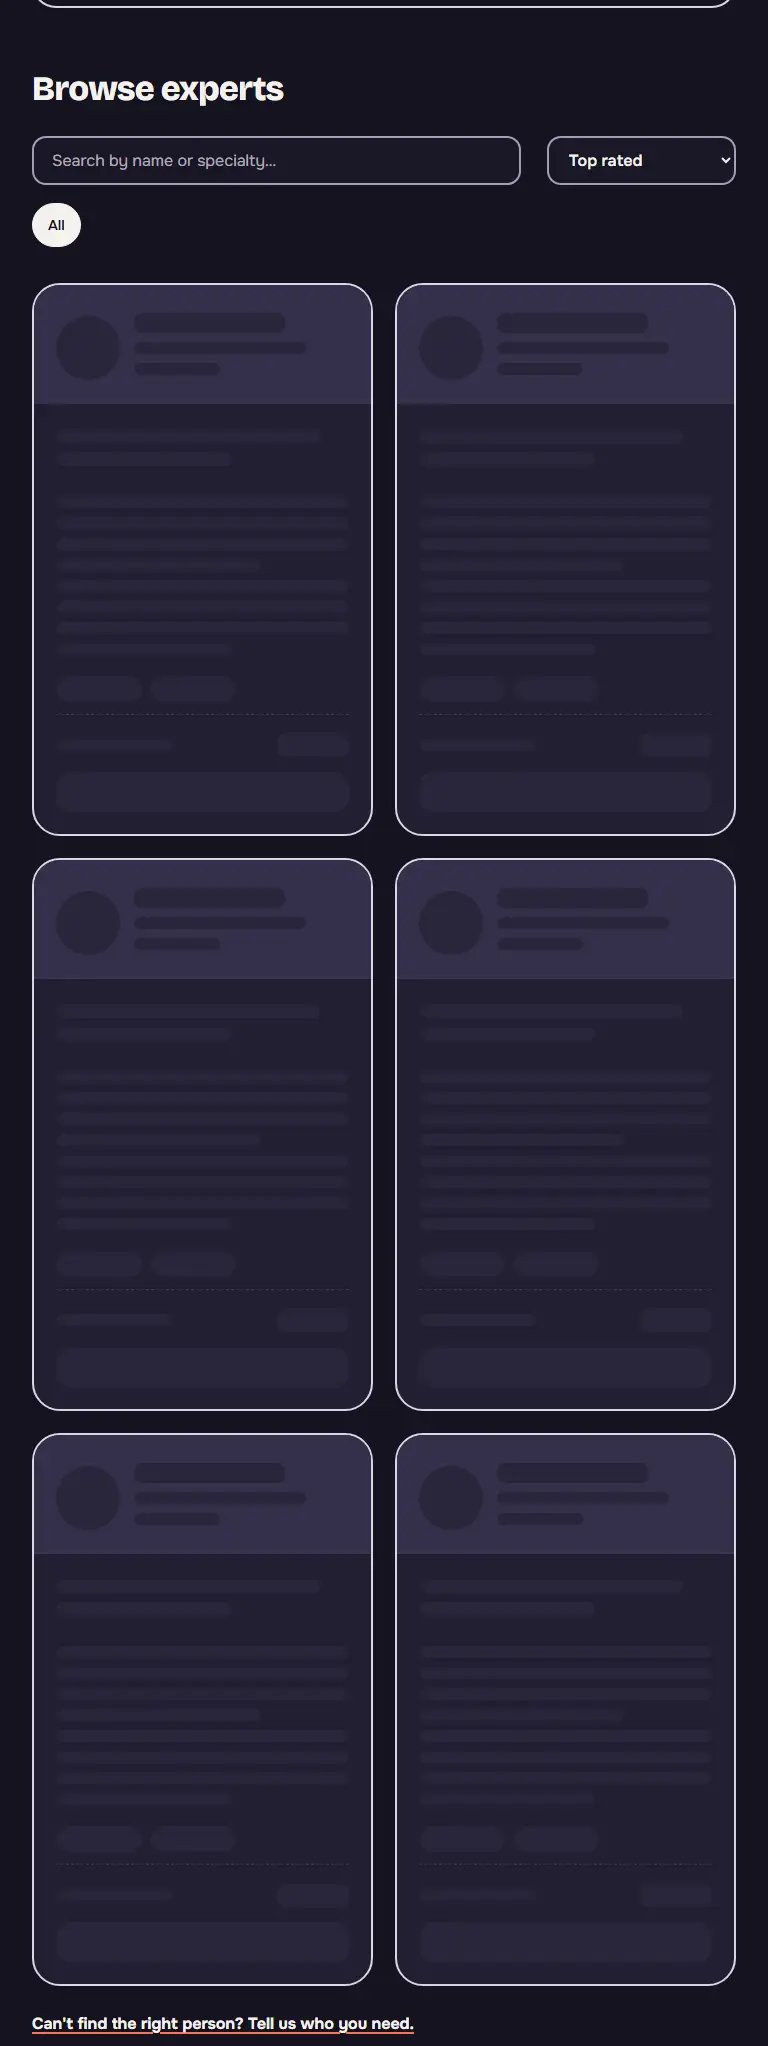 Browse experts
Search by name or specialty...
Top rated
All
Can't find the right person? Tell us who you need.